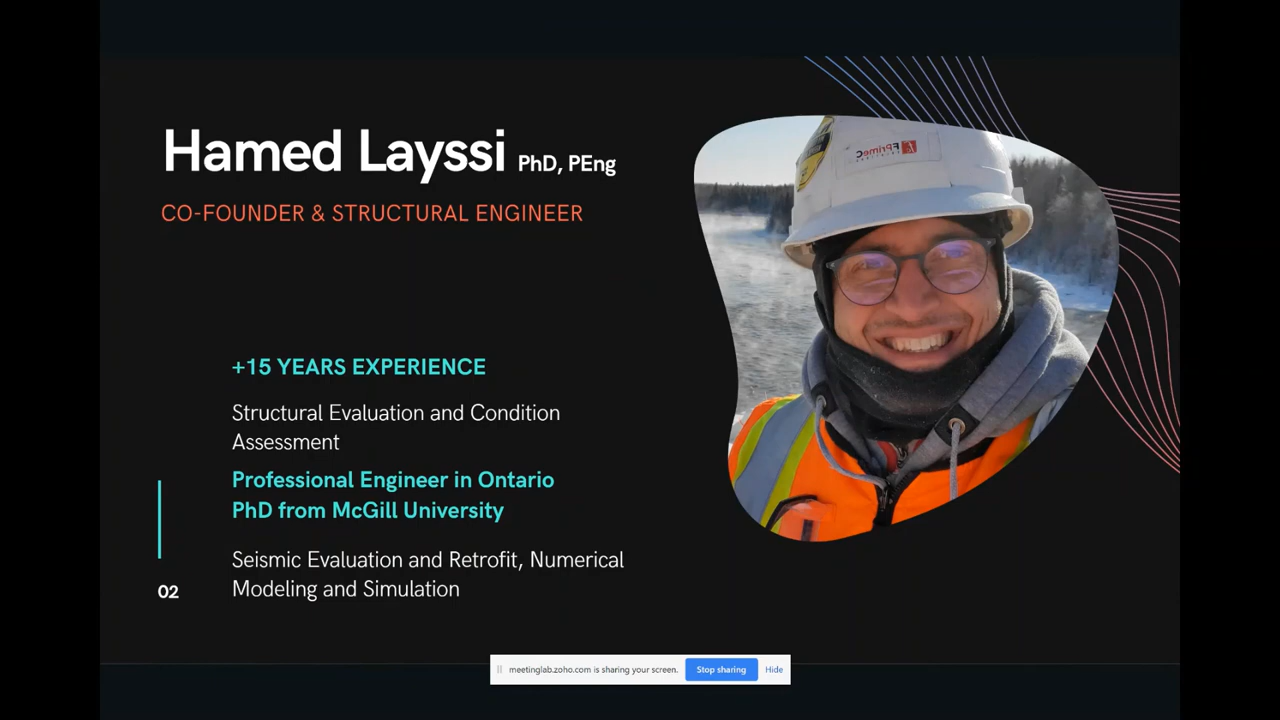 Hamed Layssi PhD, PEng
CO-FOUNDER & STRUCTURAL ENGINEER
+15 YEARS EXPERIENCE
Structural Evaluation and Condition
Assessment
Professional Engineer in Ontario
PhD from McGill University
Seismic Evaluation and Retrofit, Numerical
Modeling and Simulation
02
FPrimeC
meetinglab.zoho.com is sharing your screen. Stop sharing Hide